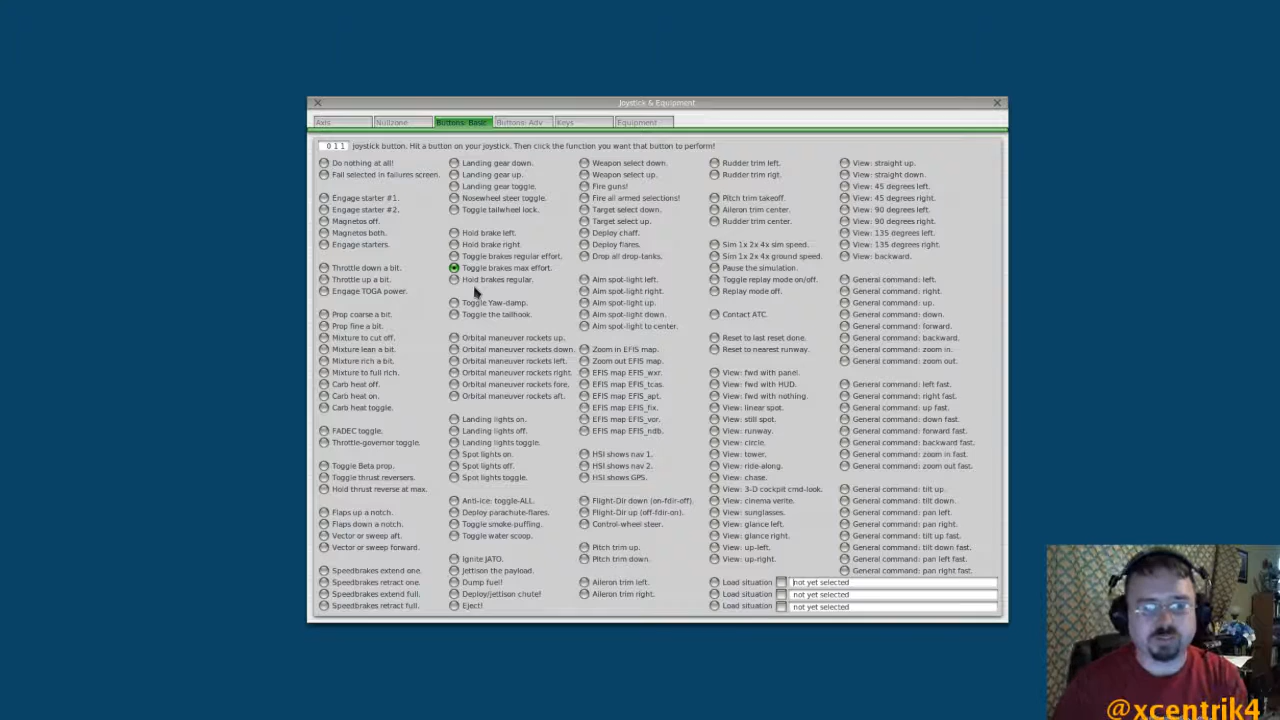 Joystick & Equipment
Axis
Nullzone
Buttons: Basic
Buttons: Adv
Keys
Equipment
0 1 1 joystick button. Hit a button on your joystick. Then click the function you want that button to perform!
Do nothing at all!
Fail selected in failures screen.
Engage starter #1.
Engage starter #2.
Magnetos off.
Magnetos both.
Engage starters.
Throttle down a bit.
Throttle up a bit.
Engage TOGA power.
Prop coarse a bit.
Prop fine a bit.
Mixture to cut off.
Mixture lean a bit.
Mixture rich a bit.
Mixture to full rich.
Carb heat off.
Carb heat on.
Carb heat toggle.
FADEC toggle.
Throttle-governor toggle.
Toggle Beta prop.
Toggle thrust reversers.
Hold thrust reverse at max.
Flaps up a notch.
Flaps down a notch.
Vector or sweep aft.
Vector or sweep forward.
Speedbrakes extend one.
Speedbrakes retract one.
Speedbrakes extend full.
Speedbrakes retract full.
Landing gear down.
Landing gear up.
Landing gear toggle.
Nosewheel steer toggle.
Toggle tailwheel lock.
Hold brake left.
Hold brake right.
Toggle brakes regular effort.
Toggle brakes max effort.
Hold brakes regular.
Toggle Yaw-damp.
Toggle the tailhook.
Orbital maneuver rockets up.
Orbital maneuver rockets down.
Orbital maneuver rockets left.
Orbital maneuver rockets right.
Orbital maneuver rockets fore.
Orbital maneuver rockets aft.
Landing lights on.
Landing lights off.
Landing lights toggle.
Spot lights on.
Spot lights off.
Spot lights toggle.
Anti-ice: toggle-ALL.
Deploy parachute-flares.
Toggle smoke-puffing.
Toggle water scoop.
Ignite JATO.
Jettison the payload.
Dump fuel!
Deploy/jettison chute!
Eject!
Weapon select down.
Weapon select up.
Fire guns!
Fire all armed selections!
Target select down.
Target select up.
Deploy chaff.
Deploy flares.
Drop all drop-tanks.
Aim spot-light left.
Aim spot-light right.
Aim spot-light up.
Aim spot-light down.
Aim spot-light to center.
Zoom in EFIS map.
Zoom out EFIS map.
EFIS map EFIS_wxr.
EFIS map EFIS_tcas.
EFIS map EFIS_apt.
EFIS map EFIS_fix.
EFIS map EFIS_vor.
EFIS map EFIS_ndb.
HSI shows nav 1.
HSI shows nav 2.
HSI shows GPS.
Flight-Dir down (on-fdir-off).
Flight-Dir up (off-fdir-on).
Control-wheel steer.
Pitch trim up.
Pitch trim down.
Aileron trim left.
Aileron trim right.
Rudder trim left.
Rudder trim rigt.
Pitch trim takeoff.
Aileron trim center.
Rudder trim center.
Sim 1x 2x 4x sim speed.
Sim 1x 2x 4x ground speed.
Pause the simulation.
Toggle replay mode on/off.
Replay mode off.
Contact ATC.
Reset to last reset done.
Reset to nearest runway.
View: fwd with panel.
View: fwd with HUD.
View: fwd with nothing.
View: linear spot.
View: still spot.
View: runway.
View: circle.
View: tower.
View: ride-along.
View: chase.
View: 3-D cockpit cmd-look.
View: cinema verite.
View: sunglasses.
View: glance left.
View: glance right.
View: up-left.
View: up-right.
Load situation not yet selected
Load situation not yet selected
Load situation not yet selected
View: straight up.
View: straight down.
View: 45 degrees left.
View: 45 degrees right.
View: 90 degrees left.
View: 90 degrees right.
View: 135 degrees left.
View: 135 degrees right.
View: backward.
General command: left.
General command: right.
General command: up.
General command: down.
General command: forward.
General command: backward.
General command: zoom in.
General command: zoom out.
General command: left fast.
General command: right fast.
General command: up fast.
General command: down fast.
General command: forward fast.
General command: backward fast.
General command: zoom in fast.
General command: zoom out fast.
General command: tilt up.
General command: tilt down.
General command: pan left.
General command: pan right.
General command: tilt up fast.
General command: tilt down fast.
General command: pan left fast.
General command: pan right fast.
@xcentrik4